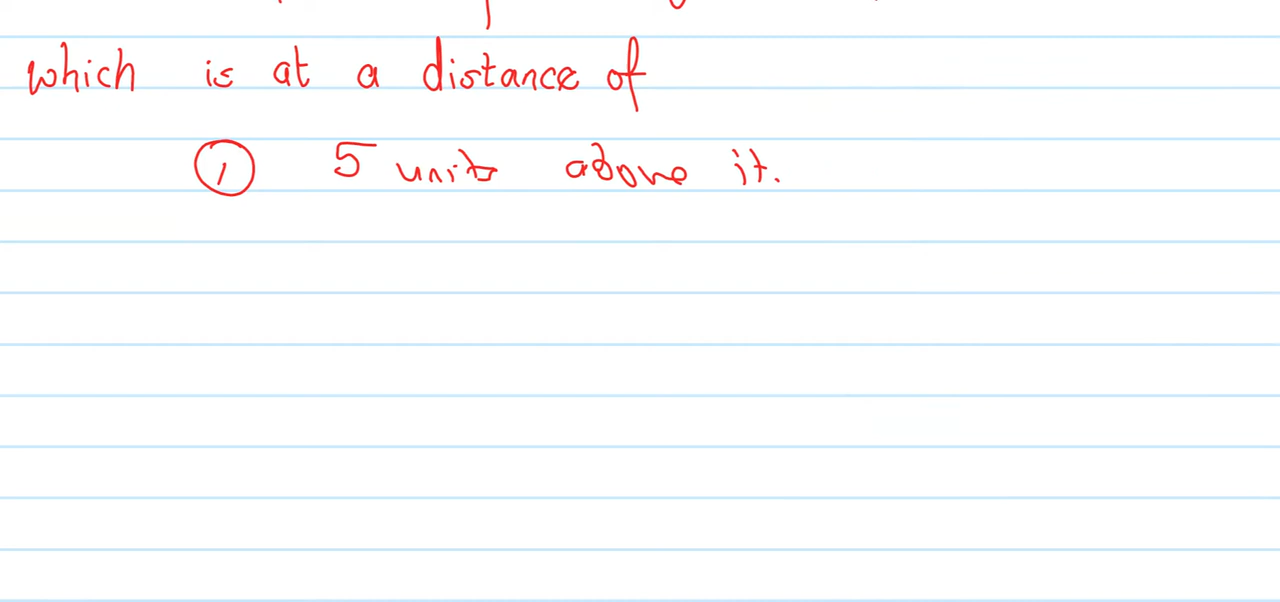 which is at a distance of
① 5 units above it.